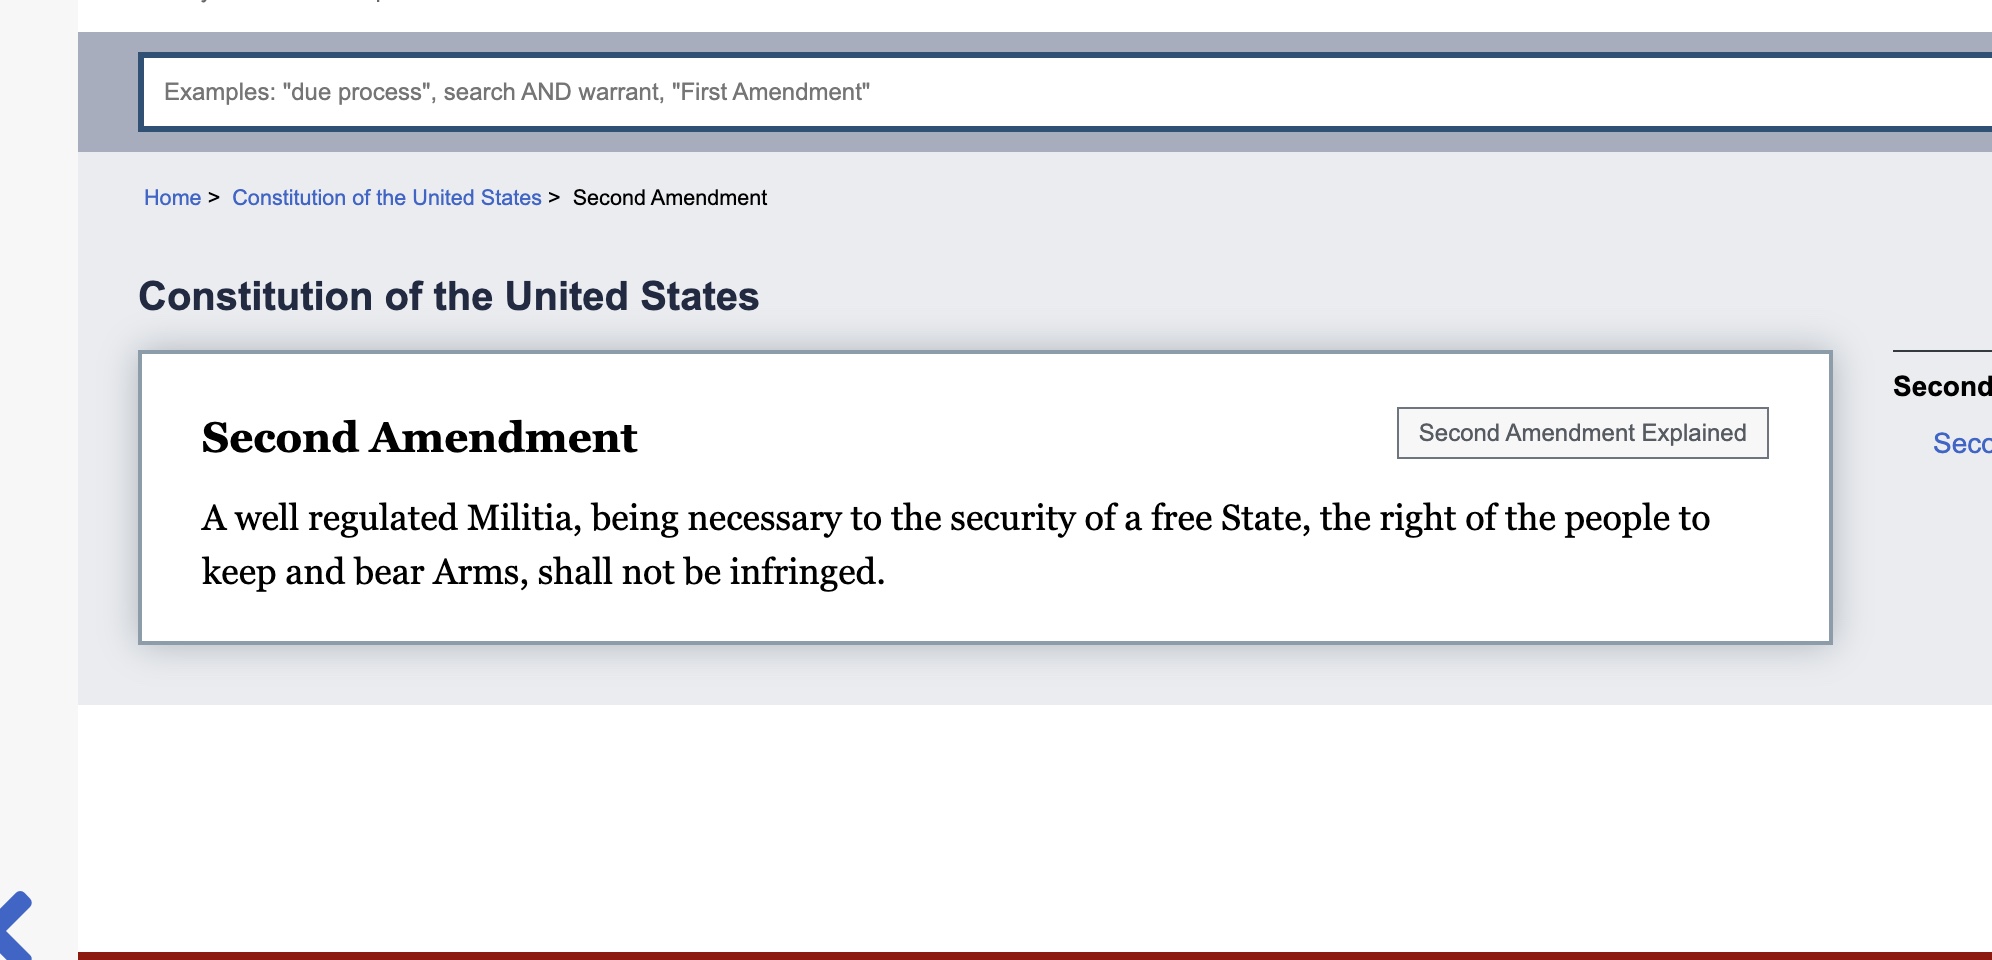 Examples: "due process", search AND warrant, "First Amendment"
Home > Constitution of the United States > Second Amendment
Constitution of the United States
Second Amendment
Second Amendment Explained
A well regulated Militia, being necessary to the security of a free State, the right of the people to
keep and bear Arms, shall not be infringed.
Second